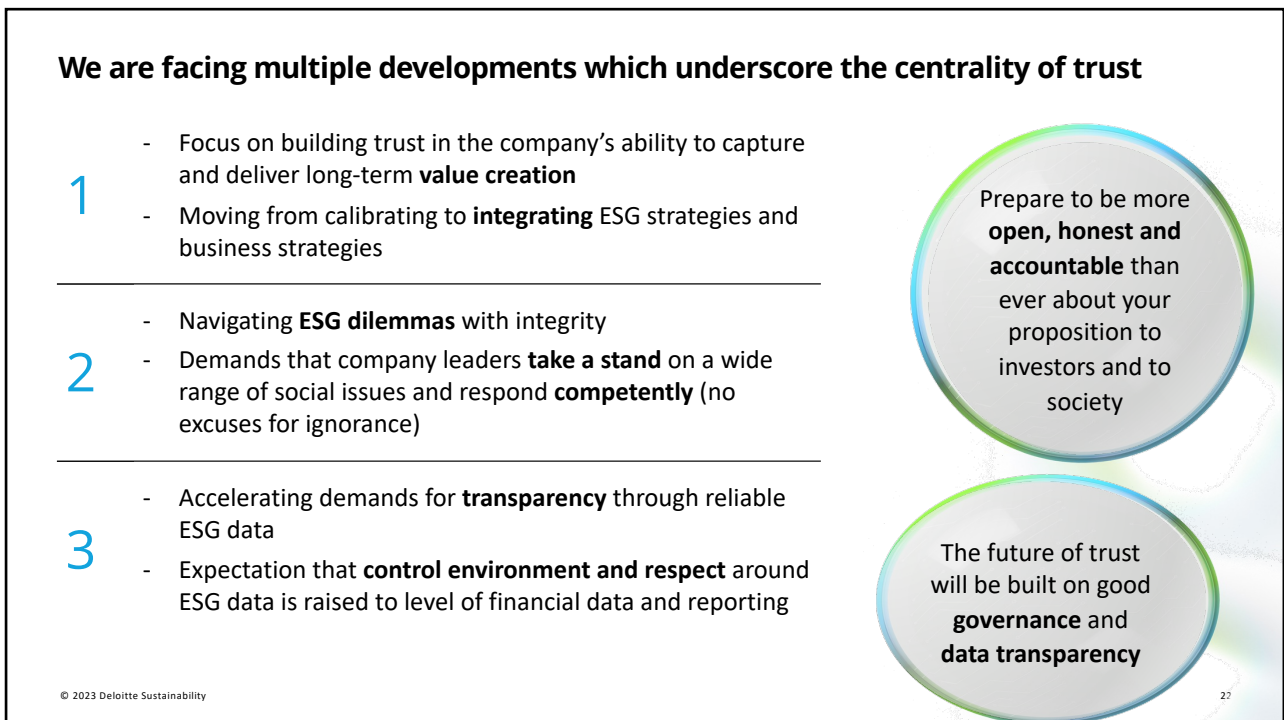 We are facing multiple developments which underscore the centrality of trust
1
- Focus on building trust in the company’s ability to capture
and deliver long-term value creation
- Moving from calibrating to integrating ESG strategies and
business strategies
2
- Navigating ESG dilemmas with integrity
- Demands that company leaders take a stand on a wide
range of social issues and respond competently (no
excuses for ignorance)
3
- Accelerating demands for transparency through reliable
ESG data
- Expectation that control environment and respect around
ESG data is raised to level of financial data and reporting
Prepare to be more
open, honest and
accountable than
ever about your
proposition to
investors and to
society
The future of trust
will be built on good
governance and
data transparency
© 2023 Deloitte Sustainability
22